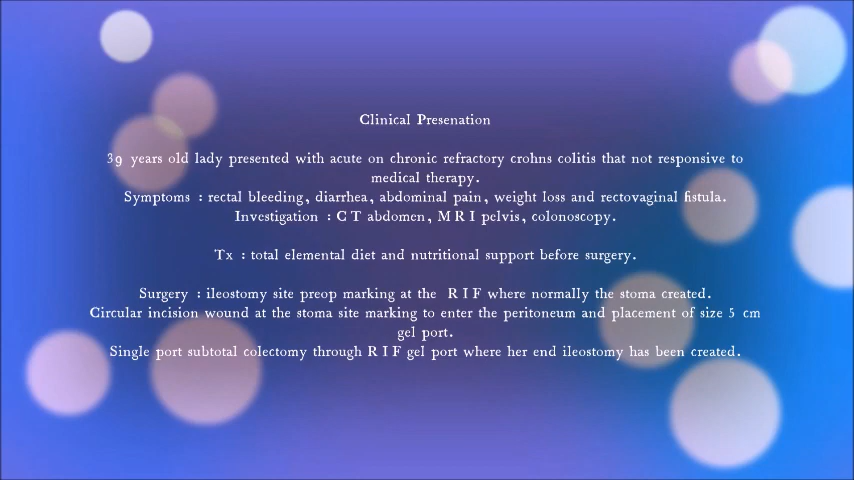 Clinical Presenation
39 years old lady presented with acute on chronic refractory crohns colitis that not responsive to
medical therapy.
Symptoms : rectal bleeding, diarrhea, abdominal pain, weight loss and rectovaginal fistula.
Investigation : C T abdomen, M R I pelvis, colonoscopy.
Tx : total elemental diet and nutritional support before surgery.
Surgery : ileostomy site preop marking at the R I F where normally the stoma created.
Circular incision wound at the stoma site marking to enter the peritoneum and placement of size 5 cm
gel port.
Single port subtotal colectomy through R I F gel port where her end ileostomy has been created.